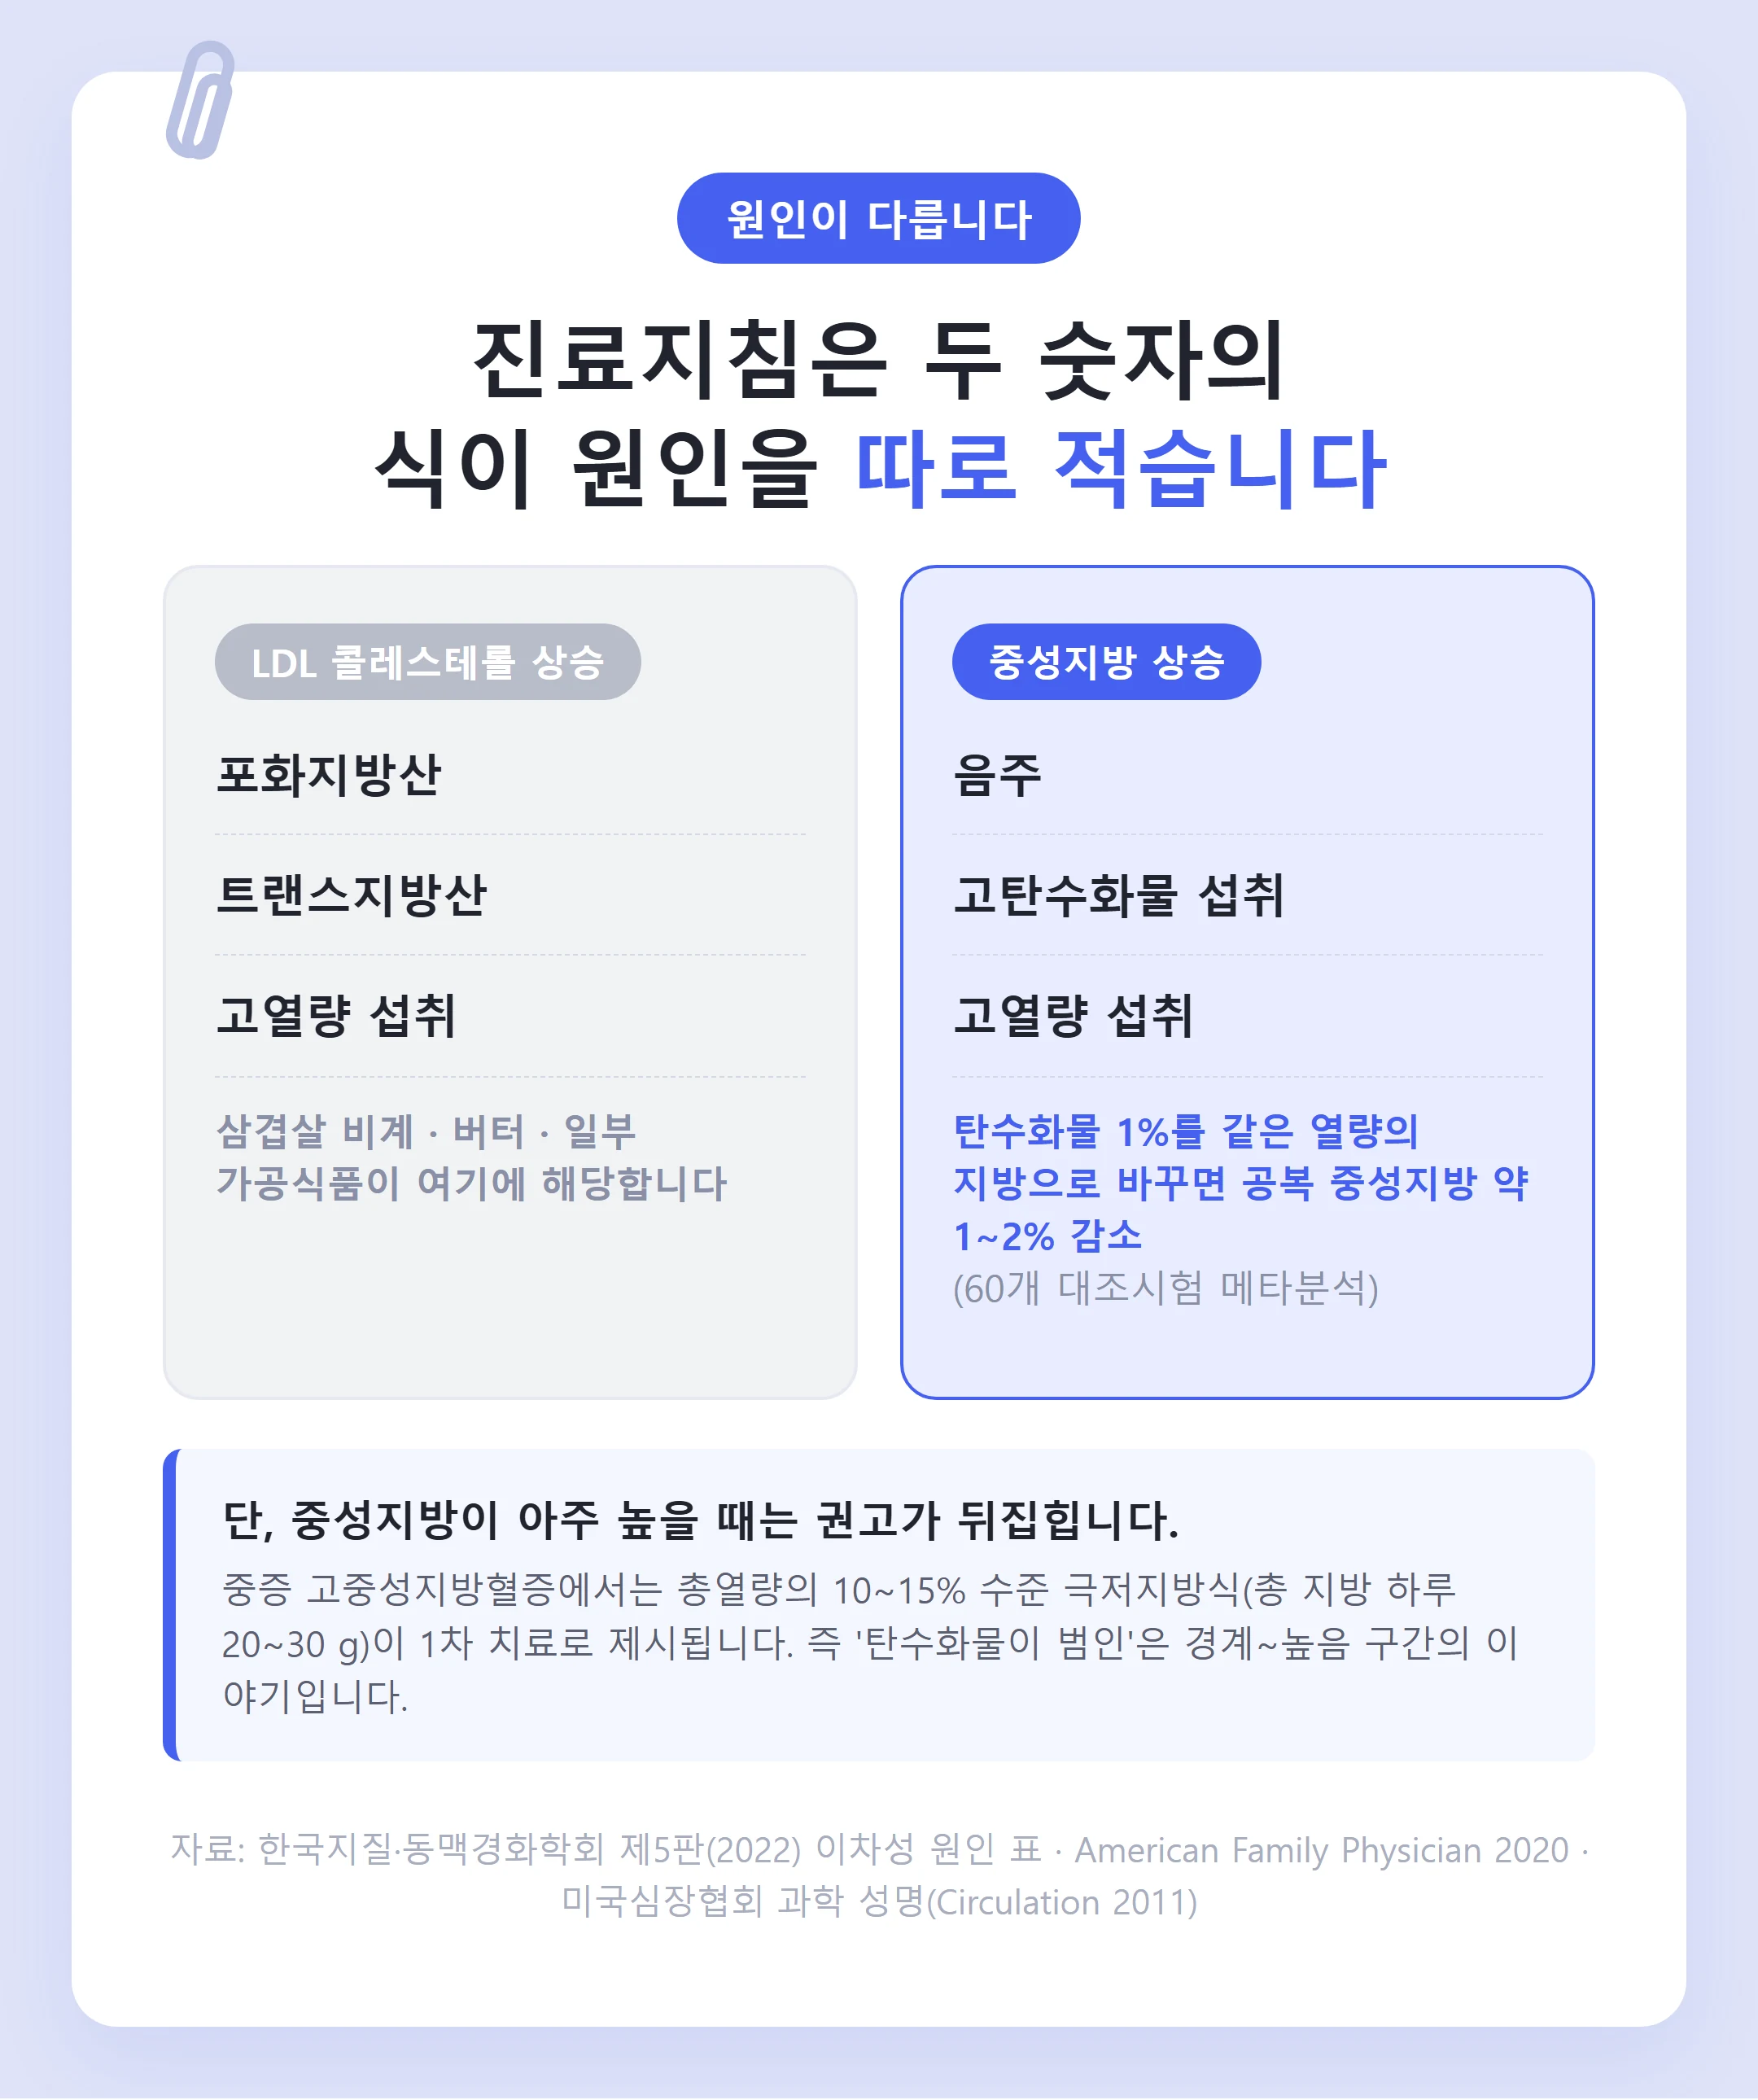 원인이 다릅니다
진료지침은 두 숫자의
식이 원인을 따로 적습니다
LDL 콜레스테롤 상승
포화지방산
트랜스지방산
고열량 섭취
삼겹살 비계 · 버터 · 일부
가공식품이 여기에 해당합니다
중성지방 상승
음주
고탄수화물 섭취
고열량 섭취
탄수화물 1%를 같은 열량의
지방으로 바꾸면 공복 중성지방 약
1~2% 감소
(60개 대조시험 메타분석)
단, 중성지방이 아주 높을 때는 권고가 뒤집힙니다.
중증 고중성지방혈증에서는 총열량의 10~15% 수준 극저지방식(총 지방 하루
20~30 g)이 1차 치료로 제시됩니다. 즉 '탄수화물이 범인'은 경계~높음 구간의 이
야기입니다.
자료: 한국지질·동맥경화학회 제5판(2022) 이차성 원인 표 · American Family Physician 2020 ·
미국심장협회 과학 성명(Circulation 2011)